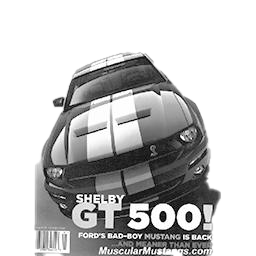 SHELBY
GT 500!
FORD'S BAD-BOY MUSTANG IS BACK
...AND MEANER THAN EVER
MuscularMustangs.com